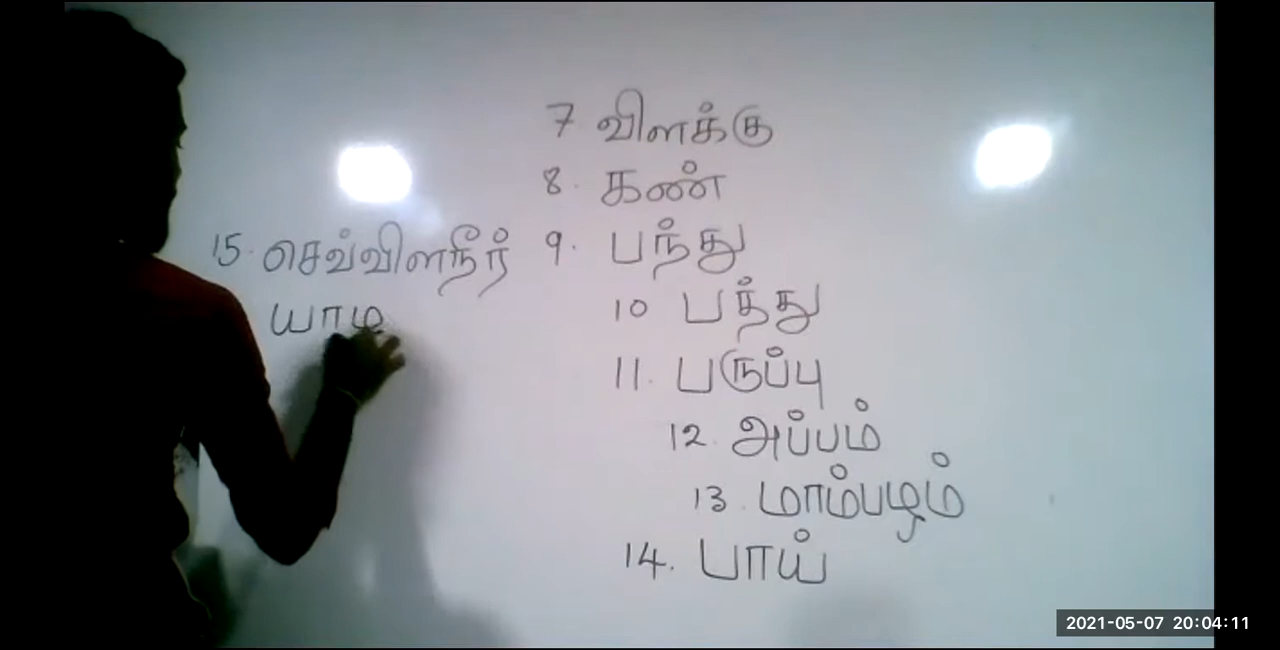 7 விளக்கு
8. கண்
9. பந்து
10 பத்து
11. பருப்பு
12. அப்பம்
13. மாம்பழம்
14. பாய்
15. செவ்விளநீர்
2021-05-07 20:04:11